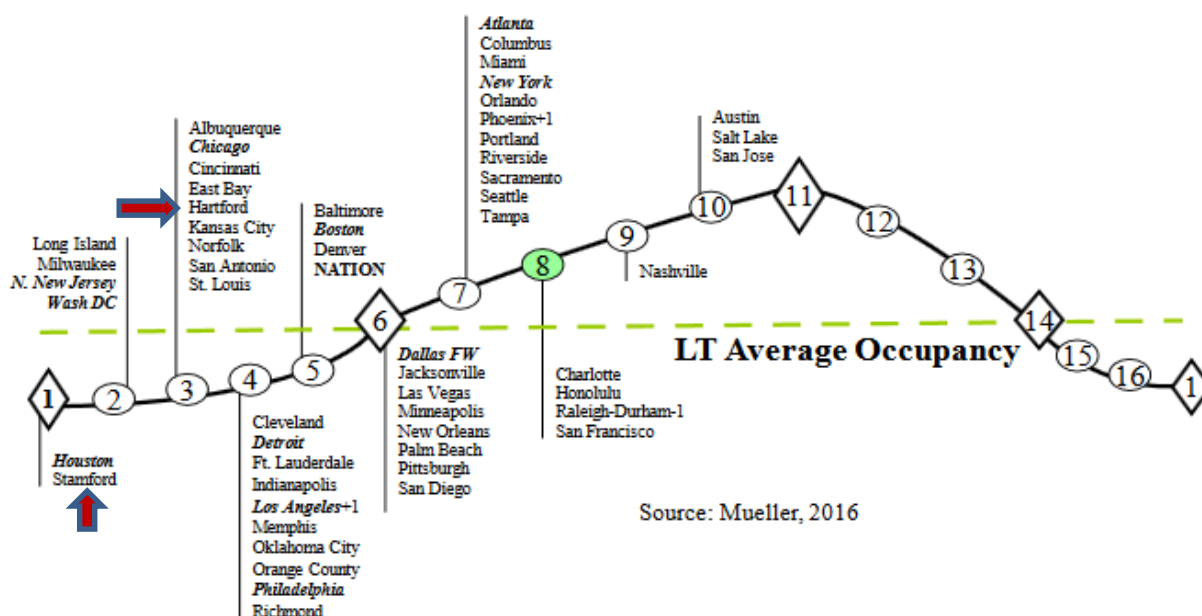 Atlanta
Columbus
Miami
New York
Orlando
Phoenix+1
Portland
Riverside
Sacramento
Seattle
Tampa
Austin
Salt Lake
San Jose
Albuquerque
Chicago
Cincinnati
East Bay
Hartford
Kansas City
Norfolk
San Antonio
St. Louis
Baltimore
Boston
Denver
NATION
Long Island
Milwaukee
N. New Jersey
Wash DC
Nashville
1
2
3
4
5
6
7
8
9
10
11
12
13
14
15
16
1
LT Average Occupancy
Houston
Stamford
Cleveland
Detroit
Ft. Lauderdale
Indianapolis
Los Angeles+1
Memphis
Oklahoma City
Orange County
Philadelphia
Richmond
Dallas FW
Jacksonville
Las Vegas
Minneapolis
New Orleans
Palm Beach
Pittsburgh
San Diego
Charlotte
Honolulu
Raleigh-Durham-1
San Francisco
Source: Mueller, 2016